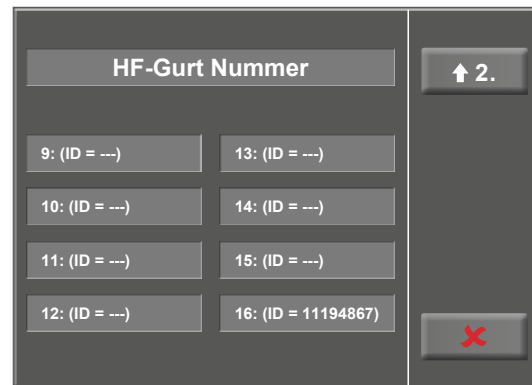 HF-Gurt Nummer
2.
9: (ID = ---)
13: (ID = ---)
10: (ID = ---)
14: (ID = ---)
11: (ID = ---)
15: (ID = ---)
12: (ID = ---)
16: (ID = 11194867)